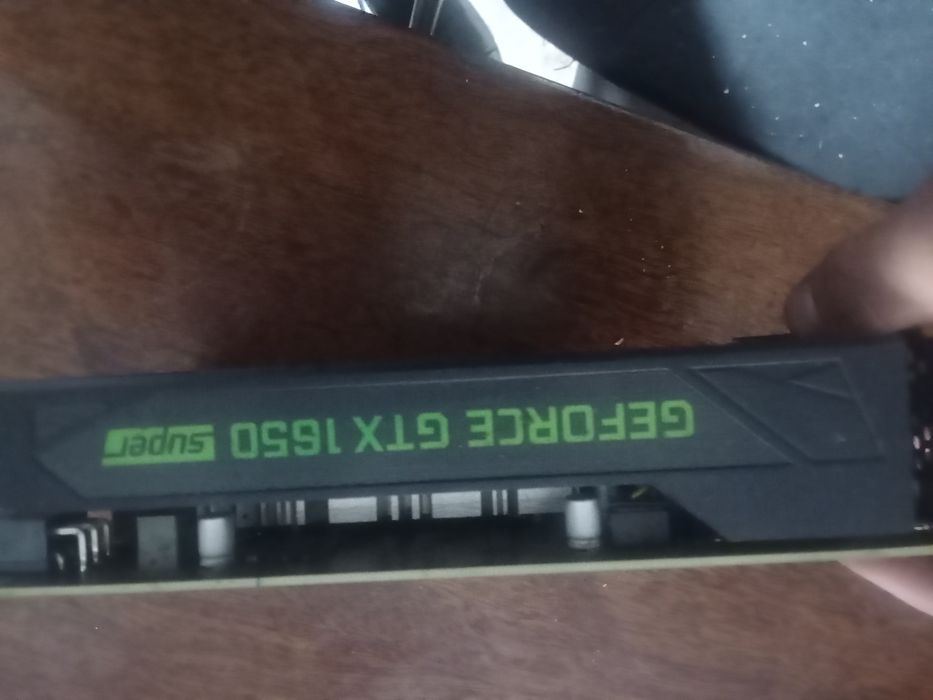 GEFORCE GTX 1650 SUPER